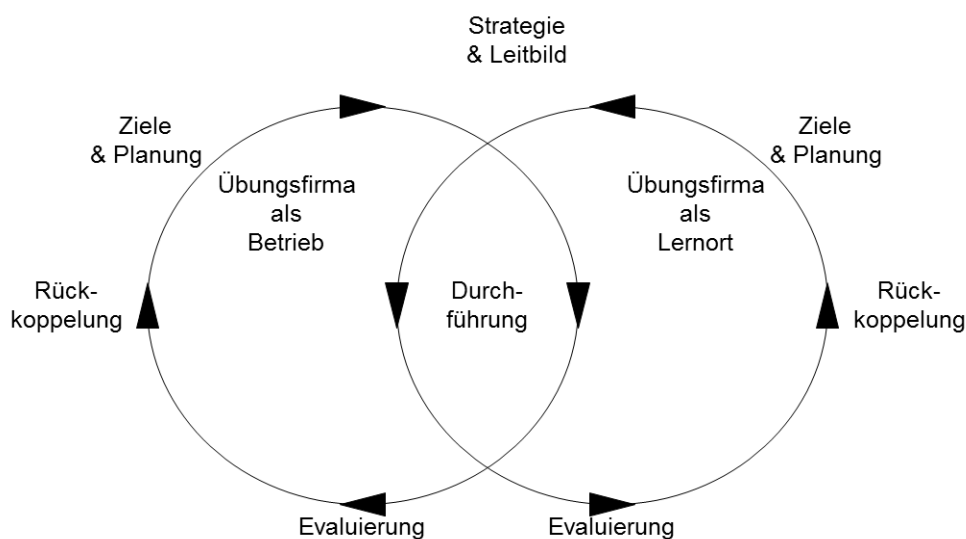 Strategie
& Leitbild
Ziele
& Planung
Ziele
& Planung
Übungsfirma
als
Betrieb
Übungsfirma
als
Lernort
Rück-
koppelung
Durch-
führung
Rück-
koppelung
Evaluierung
Evaluierung